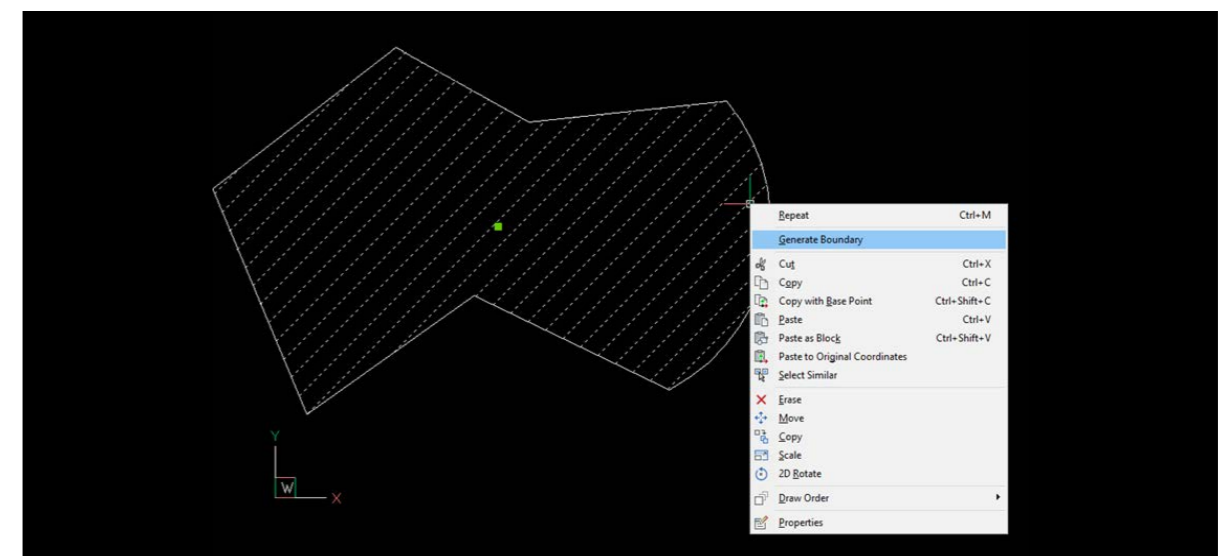 Repeat Ctrl+M
Generate Boundary
Cut Ctrl+X
Copy Ctrl+C
Copy with Base Point Ctrl+Shift+C
Paste Ctrl+V
Paste as Block Ctrl+Shift+V
Paste to Original Coordinates
Select Similar
Erase
Move
Copy
Scale
2D Rotate
Draw Order
Properties
Y
W
X